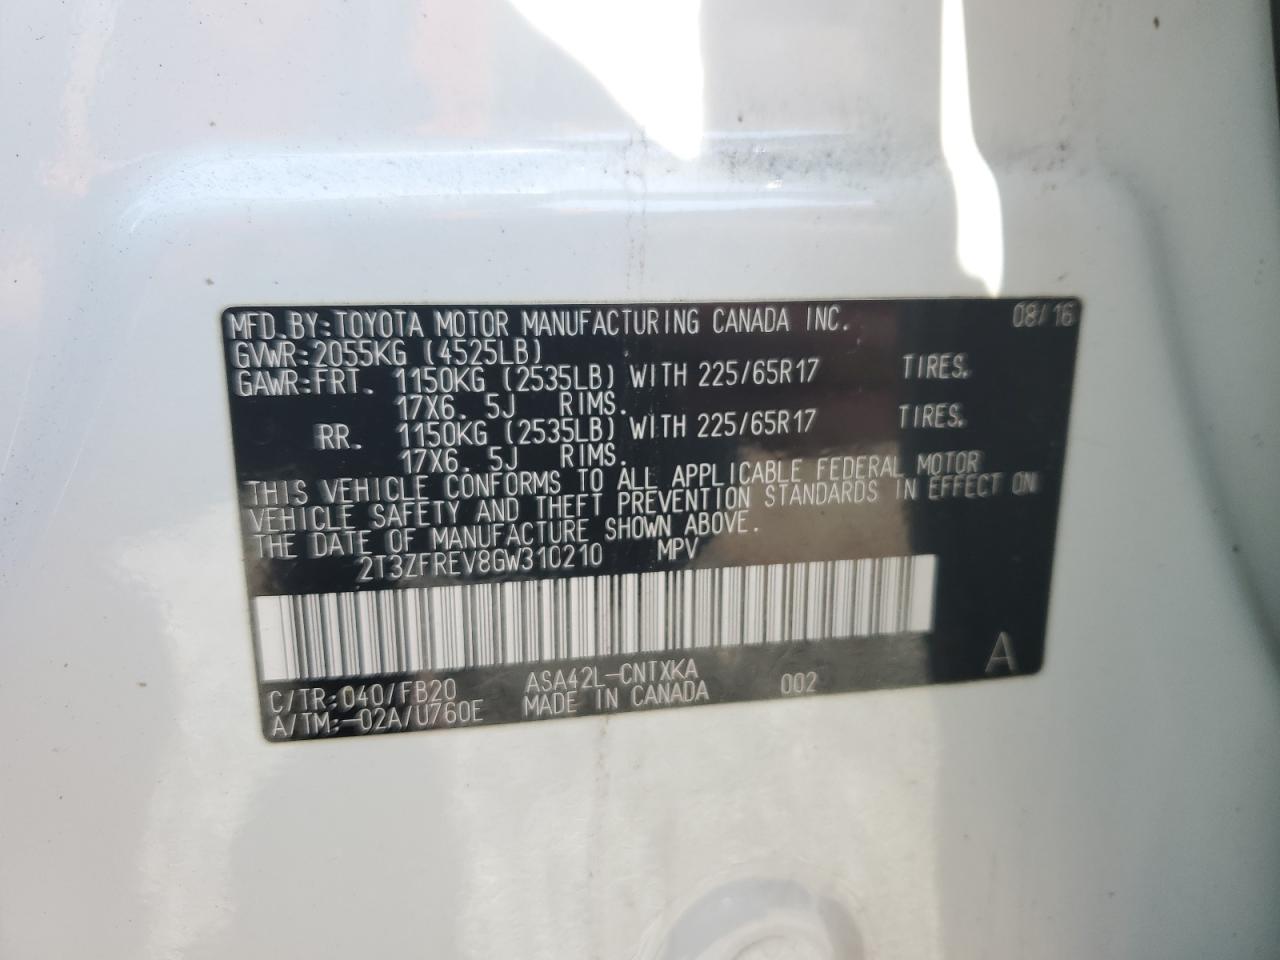 MFD.BY:TOYOTA MOTOR MANUFACTURING CANADA INC. 08/16
GVWR:2055KG (4525LB)
GAWR:FRT. 1150KG (2535LB) WITH 225/65R17 TIRES.
17X6. 5J RIMS.
RR. 1150KG (2535LB) WITH 225/65R17 TIRES.
17X6. 5J RIMS.
THIS VEHICLE CONFORMS TO ALL APPLICABLE FEDERAL MOTOR
VEHICLE SAFETY AND THEFT PREVENTION STANDARDS IN EFFECT ON
THE DATE OF MANUFACTURE SHOWN ABOVE.
2T3ZFREV8GW310210 MPV
C/TR:040/FB20 ASA42L-CNTXKA A
A/TM:-02A/U760E MADE IN CANADA 002